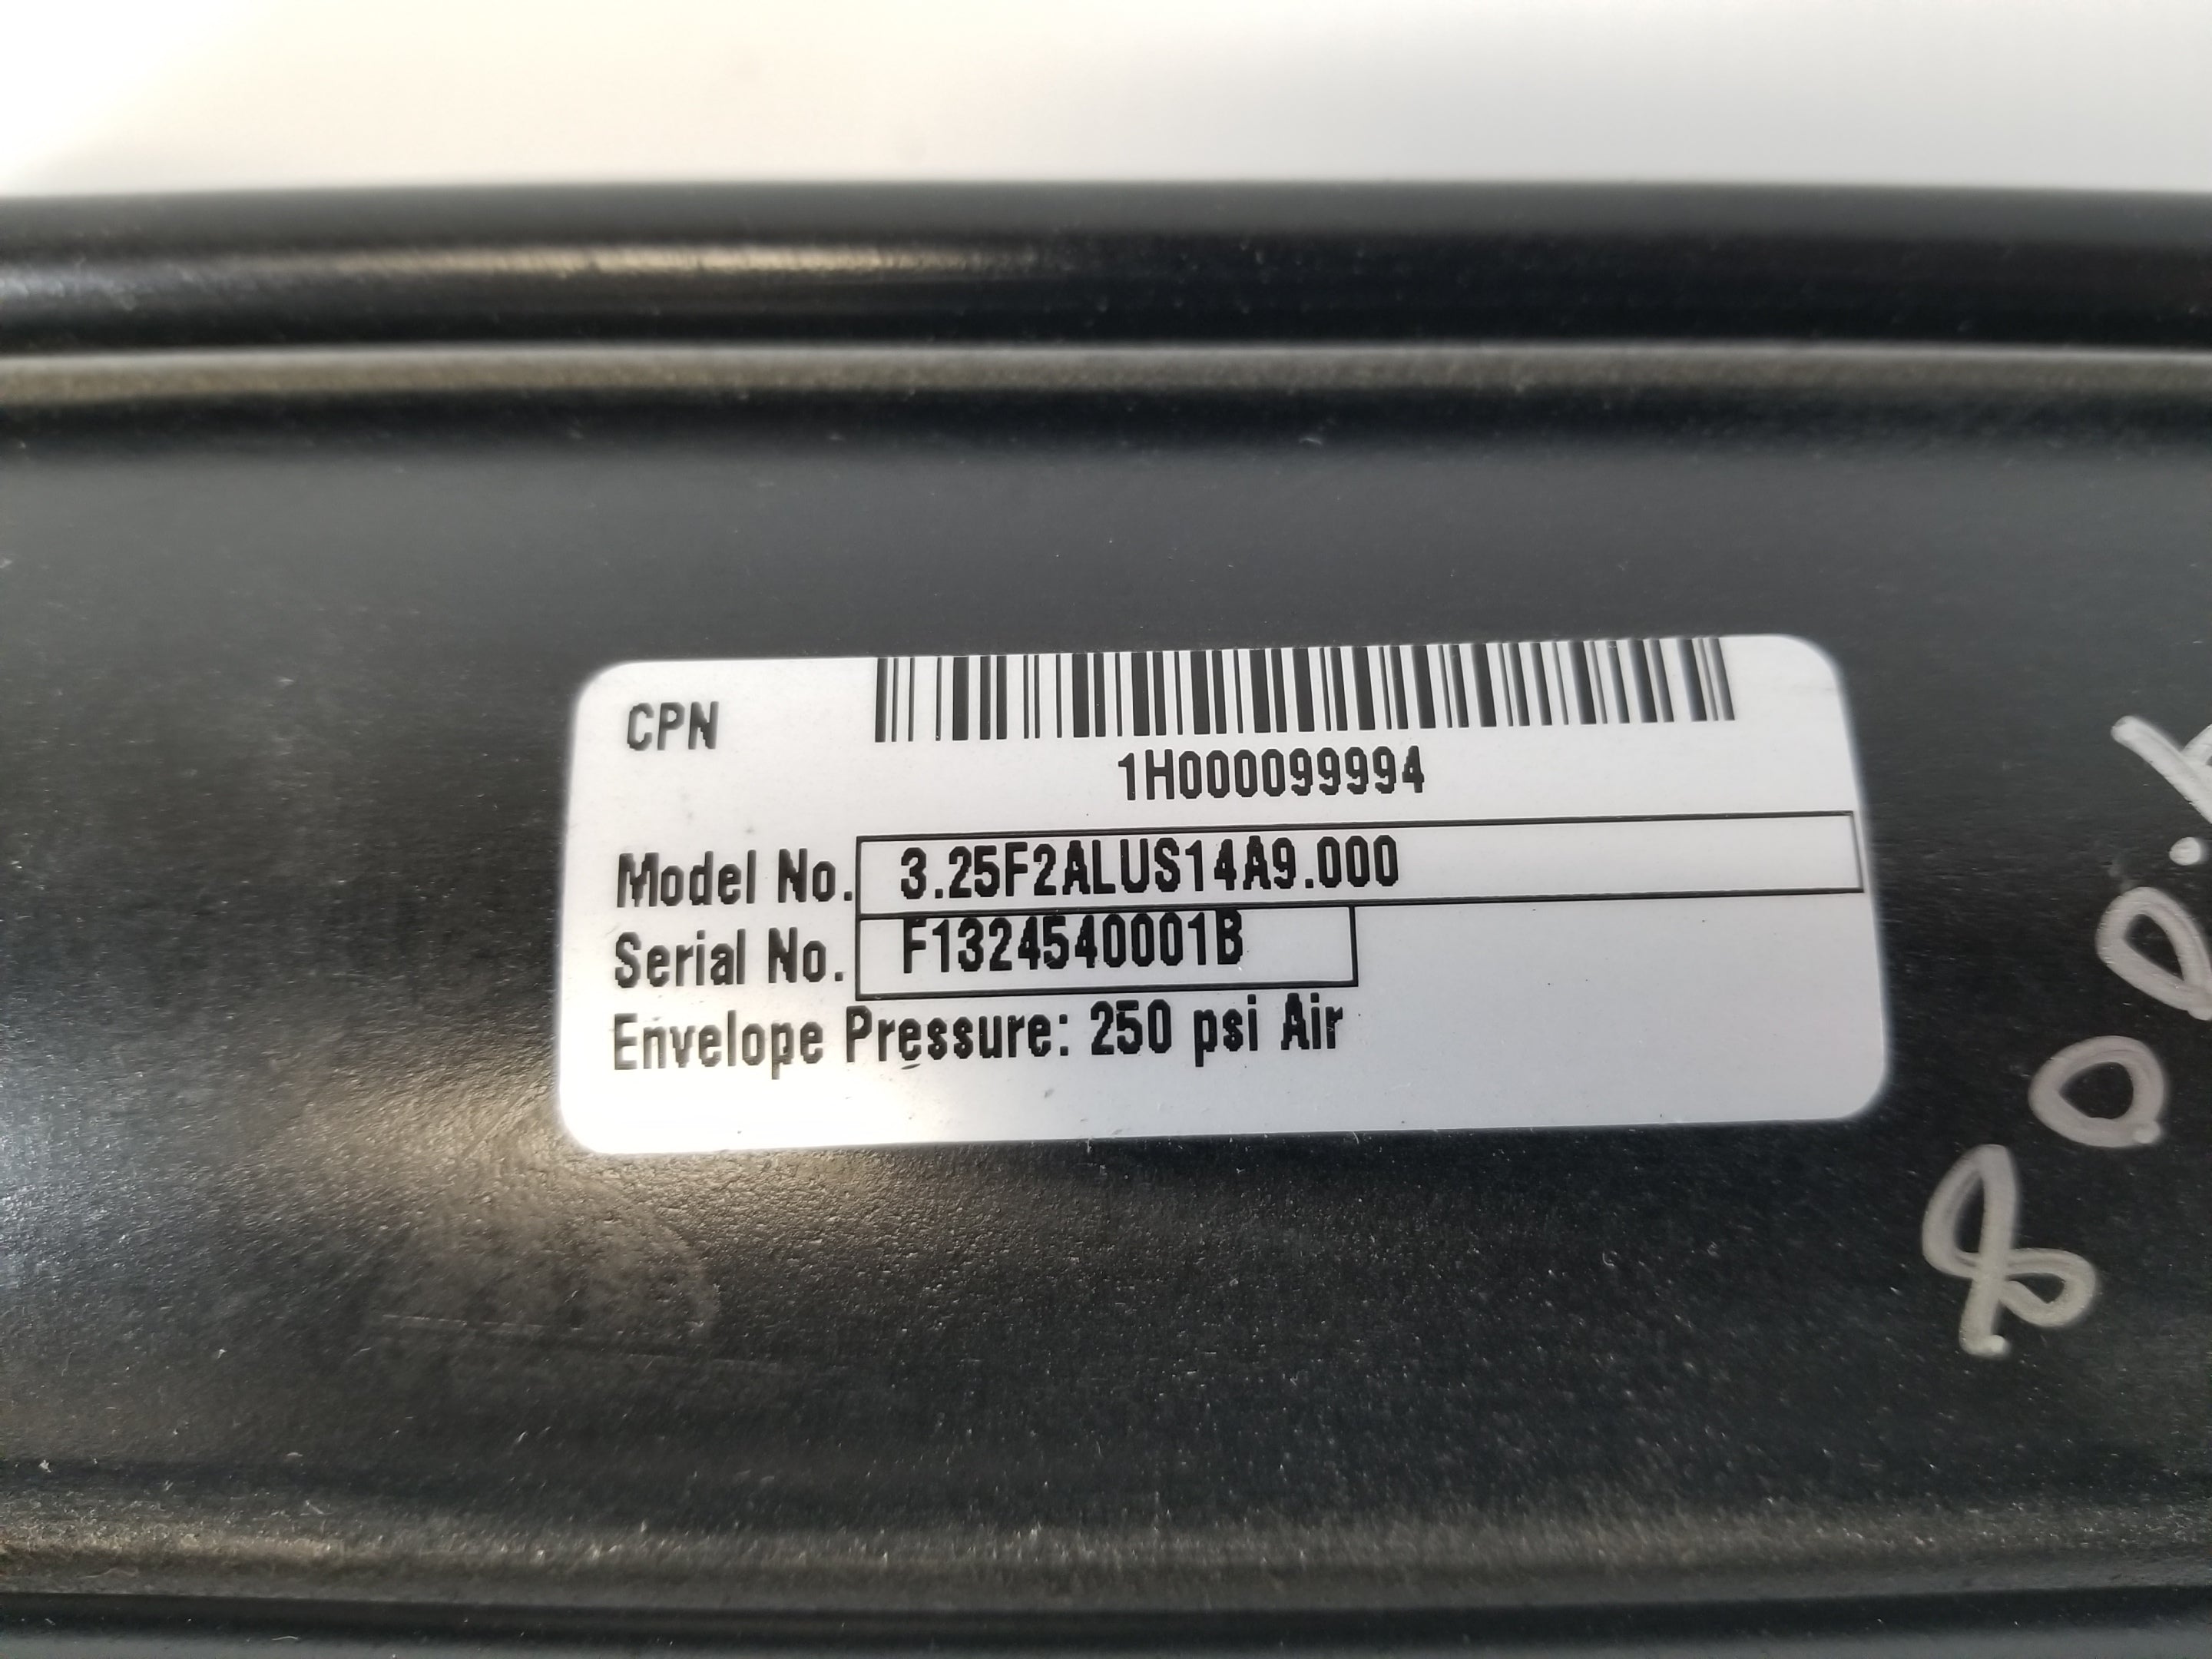 CPN
1H000099994
Model No. 3.25F2ALUS14A9.000
Serial No. F1324540001B
Envelope Pressure: 250 psi Air